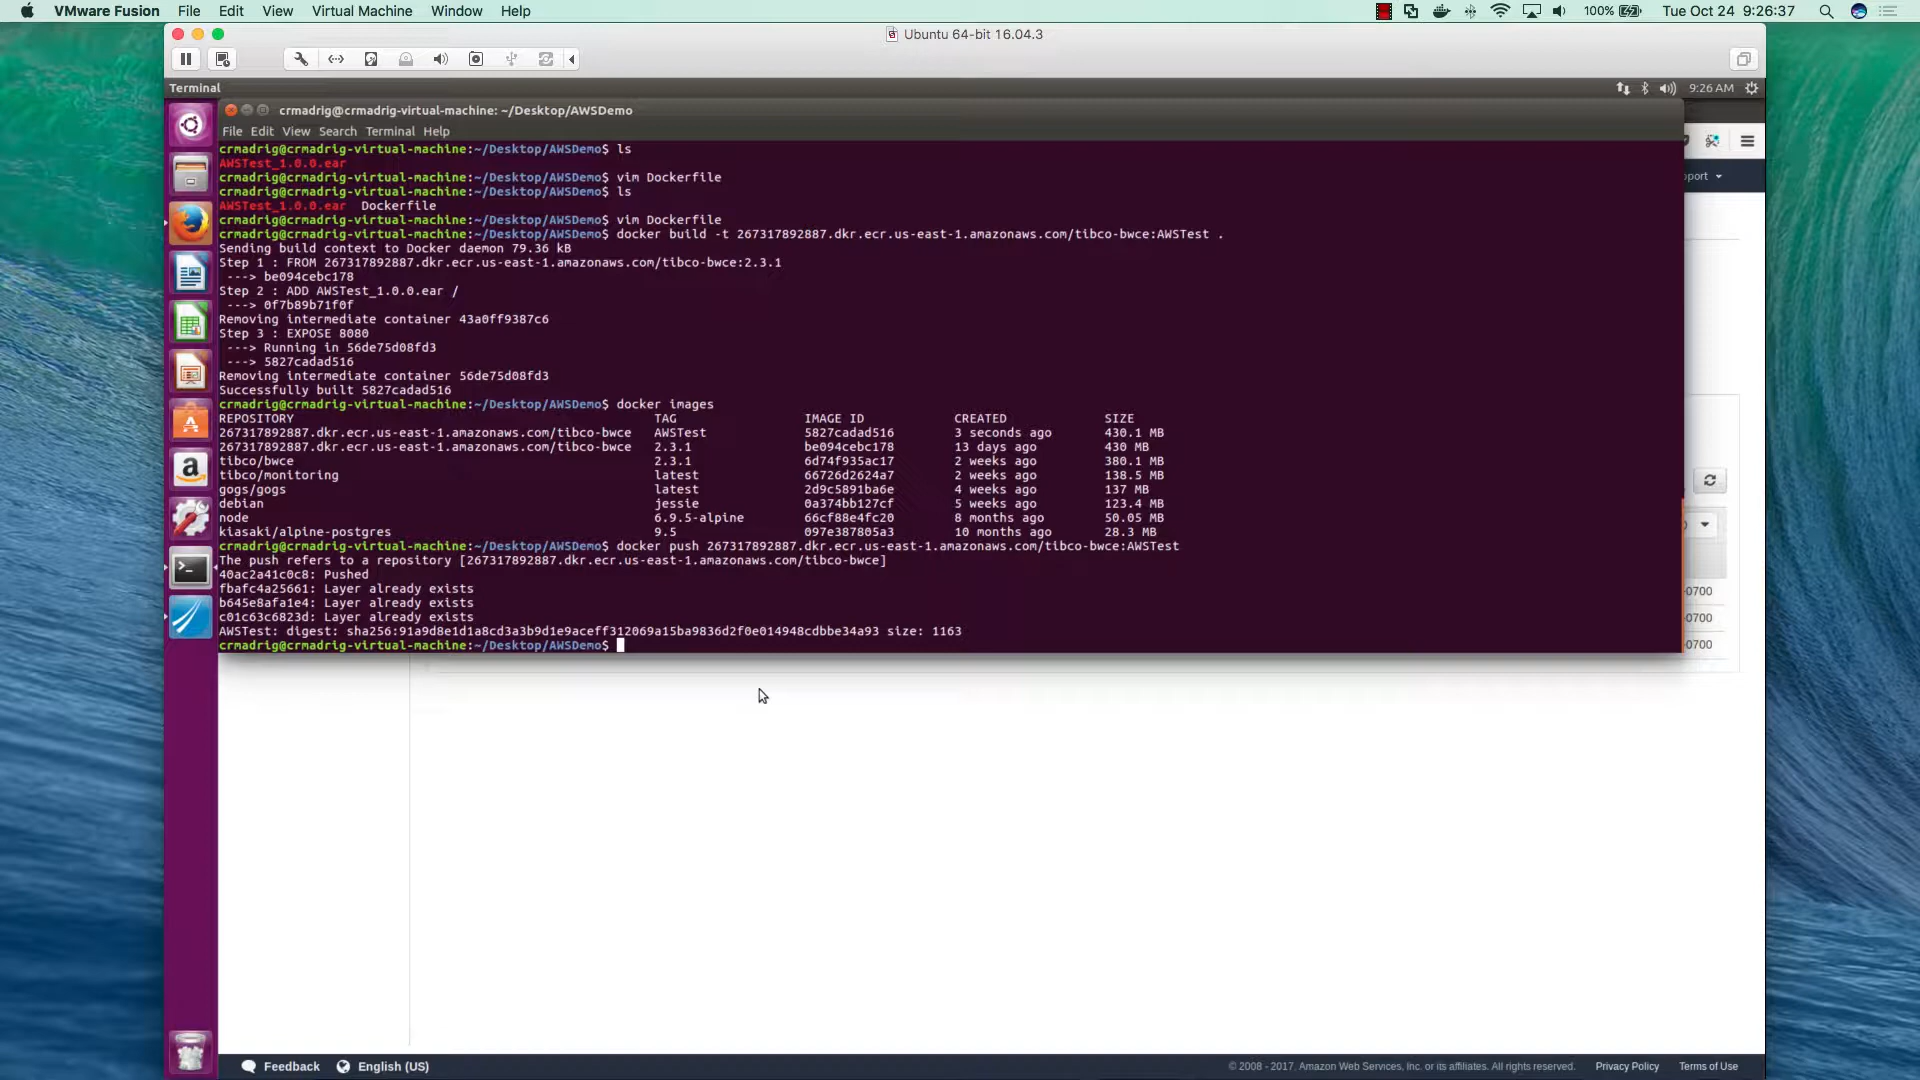 VMware Fusion File Edit View Virtual Machine Window Help 100% Tue Oct 24 9:26:37
Ubuntu 64-bit 16.04.3
Terminal 9:26 AM
crmadrig@crmadrig-virtual-machine: ~/Desktop/AWSDemo
File Edit View Search Terminal Help
crmadrig@crmadrig-virtual-machine:~/Desktop/AWSDemo$ ls
AWSTest_1.0.0.ear
crmadrig@crmadrig-virtual-machine:~/Desktop/AWSDemo$ vim Dockerfile
crmadrig@crmadrig-virtual-machine:~/Desktop/AWSDemo$ ls
AWSTest_1.0.0.ear Dockerfile
crmadrig@crmadrig-virtual-machine:~/Desktop/AWSDemo$ vim Dockerfile
crmadrig@crmadrig-virtual-machine:~/Desktop/AWSDemo$ docker build -t 267317892887.dkr.ecr.us-east-1.amazonaws.com/tibco-bwce:AWSTest .
Sending build context to Docker daemon 79.36 kB
Step 1 : FROM 267317892887.dkr.ecr.us-east-1.amazonaws.com/tibco-bwce:2.3.1
---> be094cebc178
Step 2 : ADD AWSTest_1.0.0.ear /
---> 0f7b89b71f0f
Removing intermediate container 43a0ff9387c6
Step 3 : EXPOSE 8080
---> Running in 56de75d08fd3
---> 5827cadad516
Removing intermediate container 56de75d08fd3
Successfully built 5827cadad516
crmadrig@crmadrig-virtual-machine:~/Desktop/AWSDemo$ docker images
REPOSITORY TAG IMAGE ID CREATED SIZE
267317892887.dkr.ecr.us-east-1.amazonaws.com/tibco-bwce AWSTest 5827cadad516 3 seconds ago 430.1 MB
267317892887.dkr.ecr.us-east-1.amazonaws.com/tibco-bwce 2.3.1 be094cebc178 13 days ago 430 MB
tibco/bwce 2.3.1 6d74f935ac17 2 weeks ago 380.1 MB
tibco/monitoring latest 66726d2624a7 2 weeks ago 138.5 MB
gogs/gogs latest 2d9c5891ba6e 4 weeks ago 137 MB
debian jessie 0a374bb127cf 5 weeks ago 123.4 MB
node 6.9.5-alpine 66cf88e4fc20 8 months ago 50.05 MB
kiasaki/alpine-postgres 9.5 097e387805a3 10 months ago 28.3 MB
crmadrig@crmadrig-virtual-machine:~/Desktop/AWSDemo$ docker push 267317892887.dkr.ecr.us-east-1.amazonaws.com/tibco-bwce:AWSTest
The push refers to a repository [267317892887.dkr.ecr.us-east-1.amazonaws.com/tibco-bwce]
40ac2a41c0c8: Pushed
fbafc4a25661: Layer already exists
b645e8afa1e4: Layer already exists
c01c63c6823d: Layer already exists
AWSTest: digest: sha256:91a9d8e1d1a8cd3a3b9d1e9aceff312069a15ba9836d2f0e014948cdbbe34a93 size: 1163
crmadrig@crmadrig-virtual-machine:~/Desktop/AWSDemo$
pport
-0700
-0700
-0700
Feedback English (US) © 2008 - 2017, Amazon Web Services, Inc. or its affiliates. All rights reserved. Privacy Policy Terms of Use